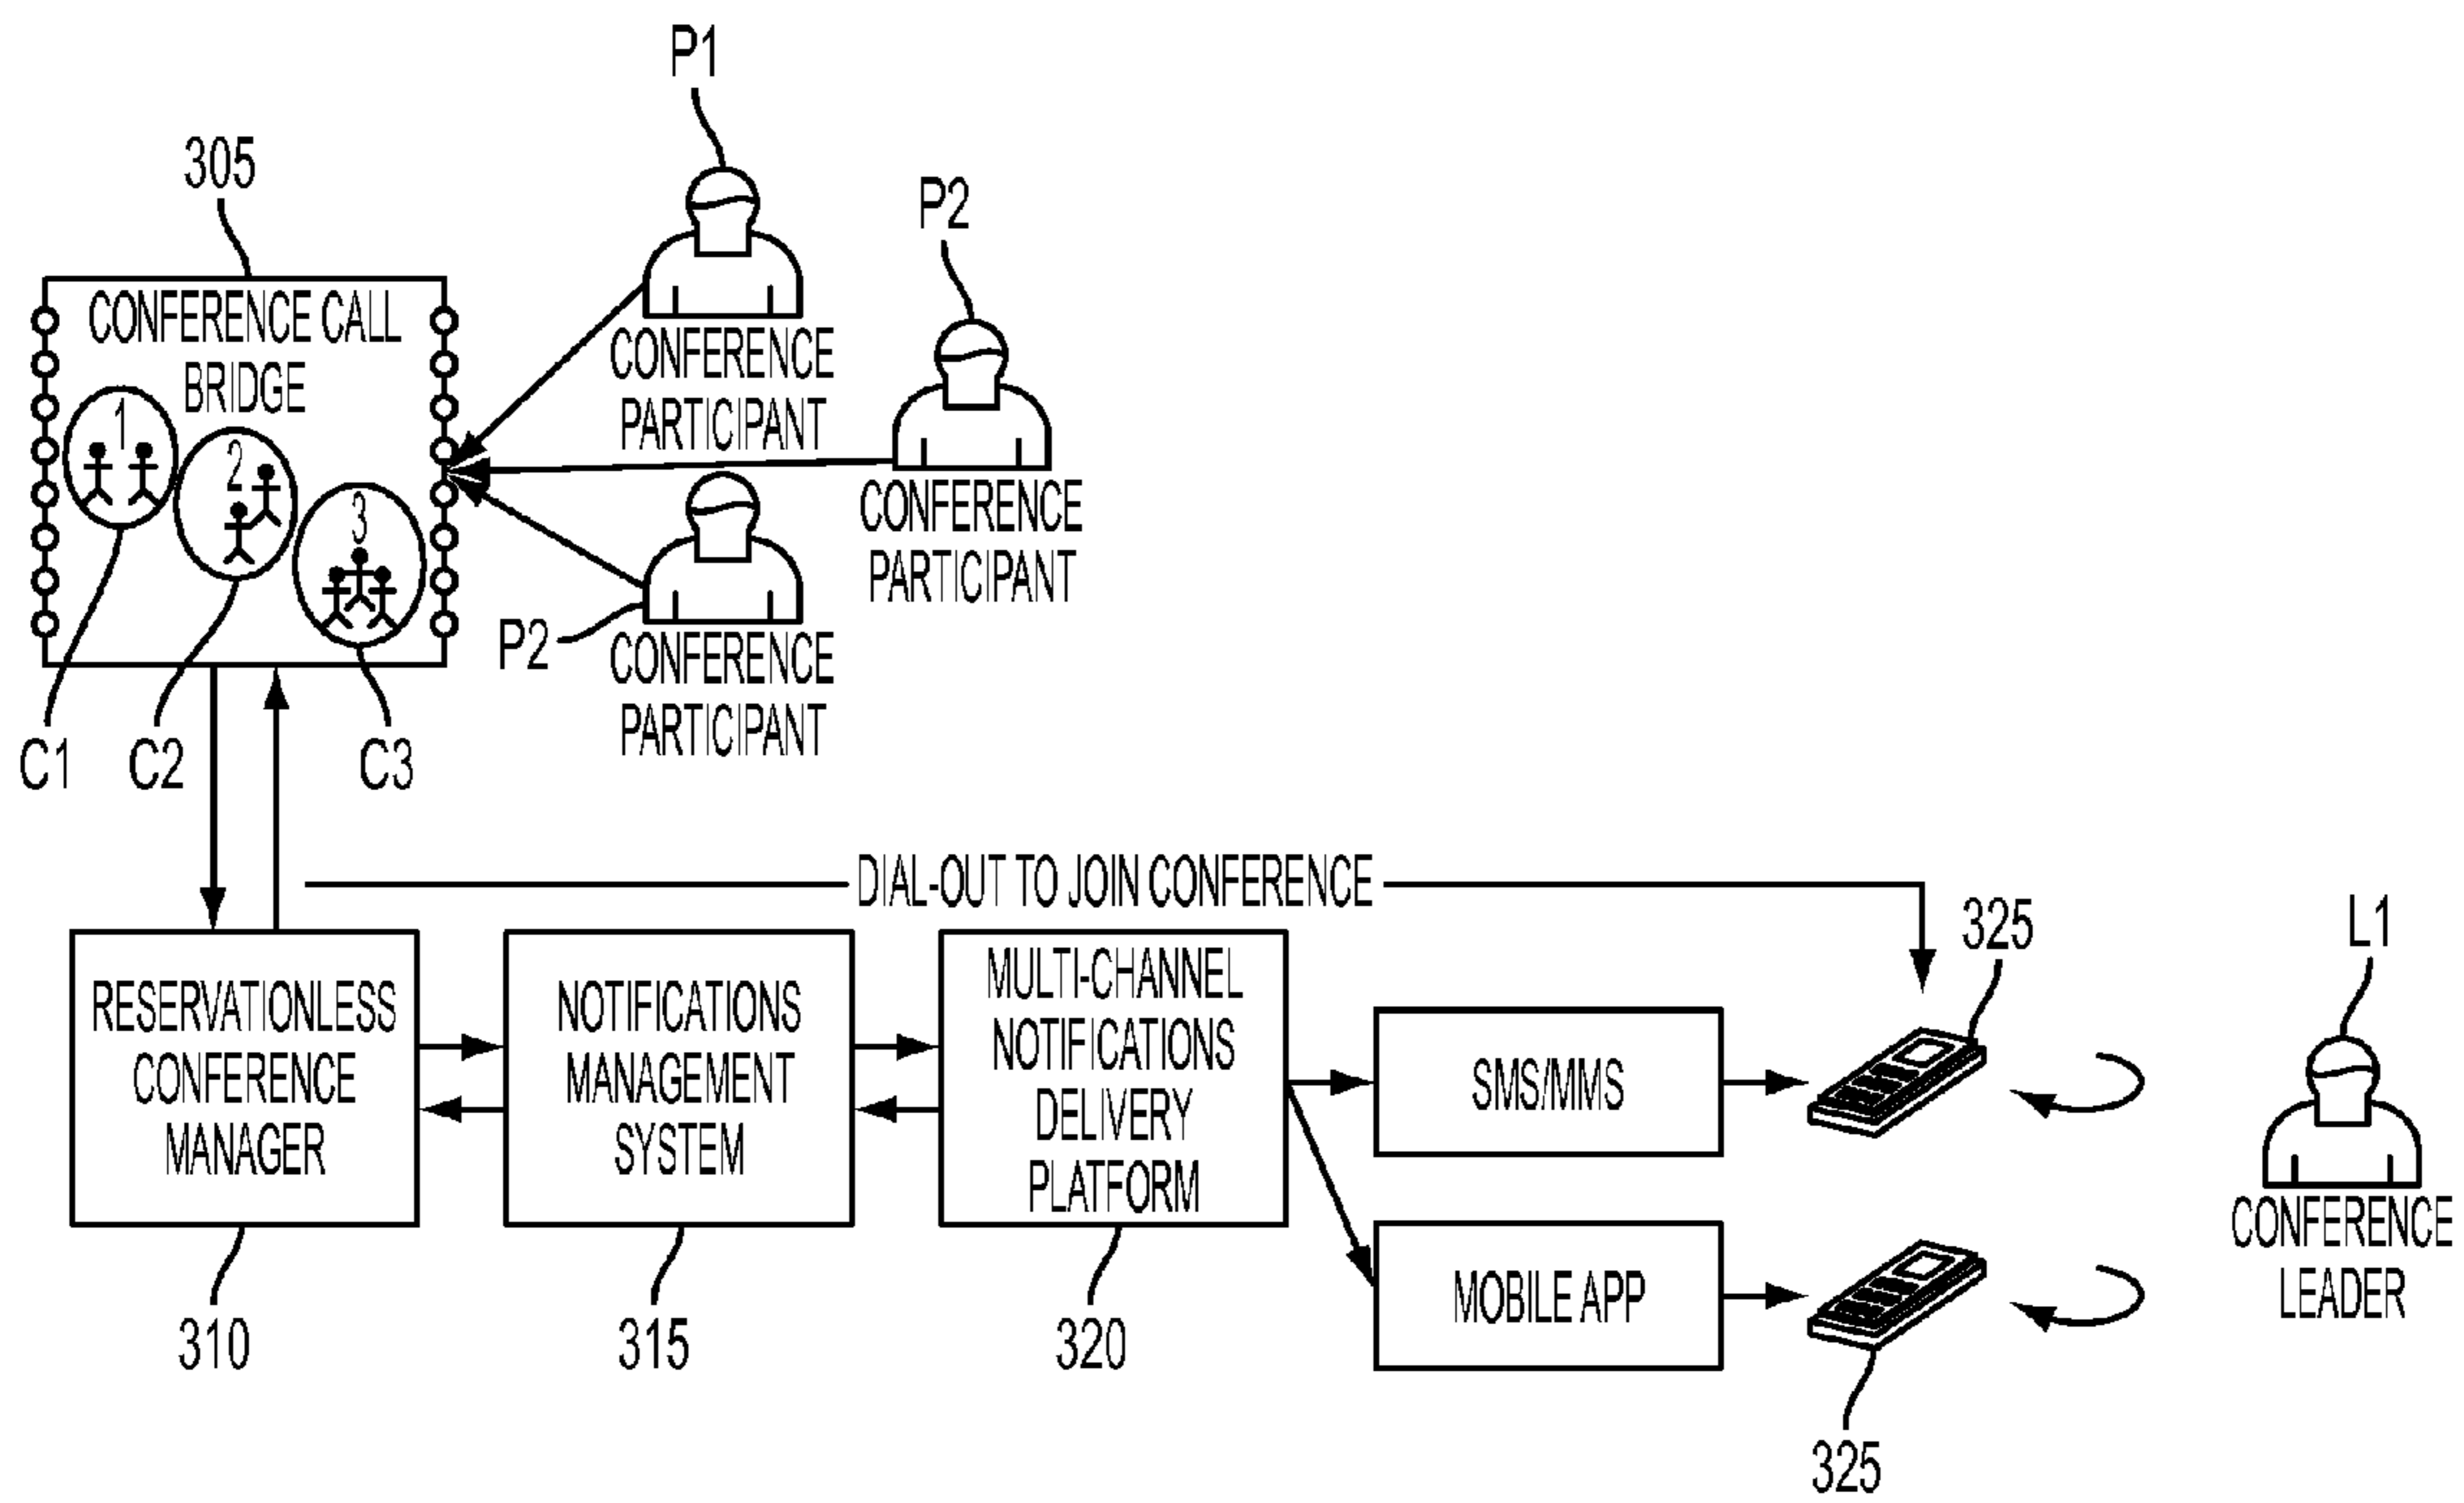 P1
305
P2
CONFERENCE CALL
BRIDGE
1
2
3
CONFERENCE
PARTICIPANT
CONFERENCE
PARTICIPANT
P2
CONFERENCE
PARTICIPANT
C1
C2
C3
DIAL-OUT TO JOIN CONFERENCE
325
L1
RESERVATIONLESS
CONFERENCE
MANAGER
NOTIFICATIONS
MANAGEMENT
SYSTEM
MULTI-CHANNEL
NOTIFICATIONS
DELIVERY
PLATFORM
SMS/MMS
CONFERENCE
LEADER
MOBILE APP
310
315
320
325